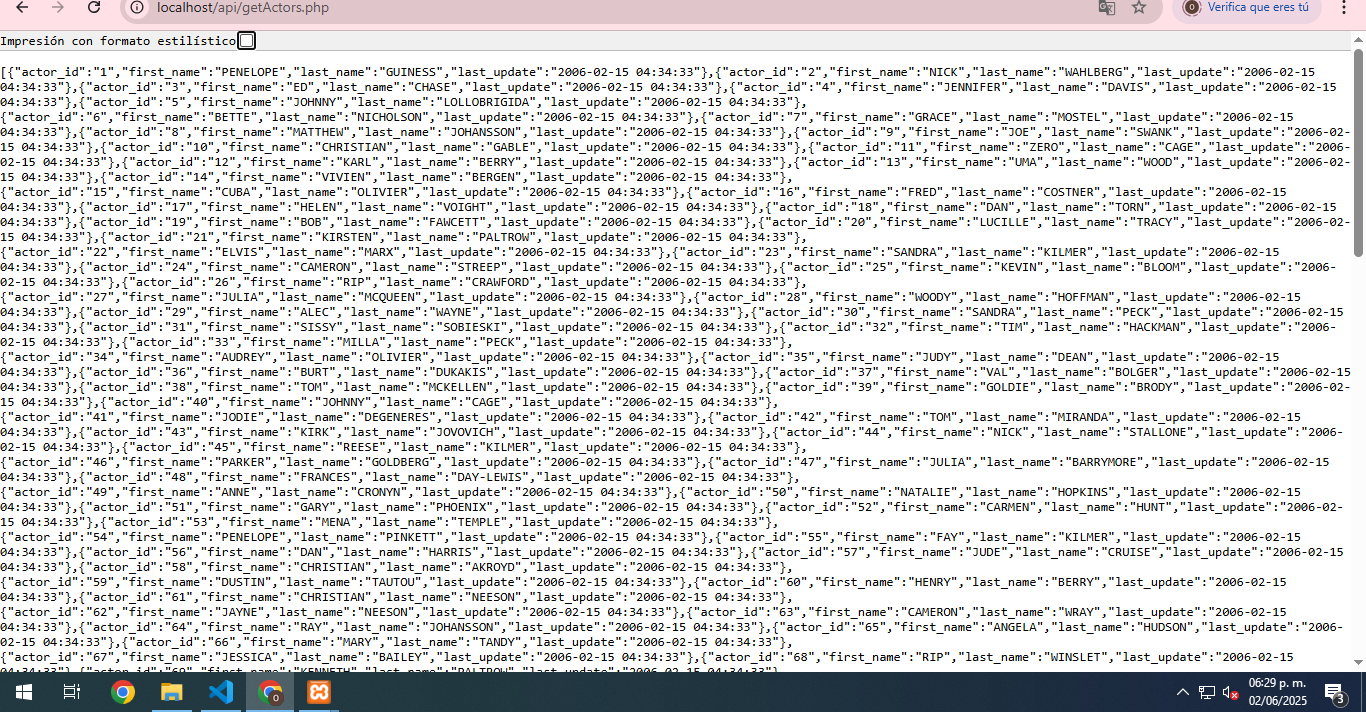 localhost/api/getActors.php
Verifica que eres tú
Impresión con formato estilístico
[{"actor_id":"1","first_name":"PENELOPE","last_name":"GUINESS","last_update":"2006-02-15 04:34:33"},{"actor_id":"2","first_name":"NICK","last_name":"WAHLBERG","last_update":"2006-02-15
04:34:33"},{"actor_id":"3","first_name":"ED","last_name":"CHASE","last_update":"2006-02-15 04:34:33"},{"actor_id":"4","first_name":"JENNIFER","last_name":"DAVIS","last_update":"2006-02-15
04:34:33"},{"actor_id":"5","first_name":"JOHNNY","last_name":"LOLLOBRIGIDA","last_update":"2006-02-15 04:34:33"},
{"actor_id":"6","first_name":"BETTE","last_name":"NICHOLSON","last_update":"2006-02-15 04:34:33"},{"actor_id":"7","first_name":"GRACE","last_name":"MOSTEL","last_update":"2006-02-15
04:34:33"},{"actor_id":"8","first_name":"MATTHEW","last_name":"JOHANSSON","last_update":"2006-02-15 04:34:33"},{"actor_id":"9","first_name":"JOE","last_name":"SWANK","last_update":"2006-02-
15 04:34:33"},{"actor_id":"10","first_name":"CHRISTIAN","last_name":"GABLE","last_update":"2006-02-15 04:34:33"},{"actor_id":"11","first_name":"ZERO","last_name":"CAGE","last_update":"2006-
02-15 04:34:33"},{"actor_id":"12","first_name":"KARL","last_name":"BERRY","last_update":"2006-02-15 04:34:33"},{"actor_id":"13","first_name":"UMA","last_name":"WOOD","last_update":"2006-02-
15 04:34:33"},{"actor_id":"14","first_name":"VIVIEN","last_name":"BERGEN","last_update":"2006-02-15 04:34:33"},
{"actor_id":"15","first_name":"CUBA","last_name":"OLIVIER","last_update":"2006-02-15 04:34:33"},{"actor_id":"16","first_name":"FRED","last_name":"COSTNER","last_update":"2006-02-15
04:34:33"},{"actor_id":"17","first_name":"HELEN","last_name":"VOIGHT","last_update":"2006-02-15 04:34:33"},{"actor_id":"18","first_name":"DAN","last_name":"TORN","last_update":"2006-02-15
04:34:33"},{"actor_id":"19","first_name":"BOB","last_name":"FAWCETT","last_update":"2006-02-15 04:34:33"},{"actor_id":"20","first_name":"LUCILLE","last_name":"TRACY","last_update":"2006-02-
15 04:34:33"},{"actor_id":"21","first_name":"KIRSTEN","last_name":"PALTROW","last_update":"2006-02-15 04:34:33"},
{"actor_id":"22","first_name":"ELVIS","last_name":"MARX","last_update":"2006-02-15 04:34:33"},{"actor_id":"23","first_name":"SANDRA","last_name":"KILMER","last_update":"2006-02-15
04:34:33"},{"actor_id":"24","first_name":"CAMERON","last_name":"STREEP","last_update":"2006-02-15 04:34:33"},{"actor_id":"25","first_name":"KEVIN","last_name":"BLOOM","last_update":"2006-
02-15 04:34:33"},{"actor_id":"26","first_name":"RIP","last_name":"CRAWFORD","last_update":"2006-02-15 04:34:33"},
{"actor_id":"27","first_name":"JULIA","last_name":"MCQUEEN","last_update":"2006-02-15 04:34:33"},{"actor_id":"28","first_name":"WOODY","last_name":"HOFFMAN","last_update":"2006-02-15
04:34:33"},{"actor_id":"29","first_name":"ALEC","last_name":"WAYNE","last_update":"2006-02-15 04:34:33"},{"actor_id":"30","first_name":"SANDRA","last_name":"PECK","last_update":"2006-02-15
04:34:33"},{"actor_id":"31","first_name":"SISSY","last_name":"SOBIESKI","last_update":"2006-02-15 04:34:33"},{"actor_id":"32","first_name":"TIM","last_name":"HACKMAN","last_update":"2006-
02-15 04:34:33"},{"actor_id":"33","first_name":"MILLA","last_name":"PECK","last_update":"2006-02-15 04:34:33"},
{"actor_id":"34","first_name":"AUDREY","last_name":"OLIVIER","last_update":"2006-02-15 04:34:33"},{"actor_id":"35","first_name":"JUDY","last_name":"DEAN","last_update":"2006-02-15
04:34:33"},{"actor_id":"36","first_name":"BURT","last_name":"DUKAKIS","last_update":"2006-02-15 04:34:33"},{"actor_id":"37","first_name":"VAL","last_name":"BOLGER","last_update":"2006-02-15
04:34:33"},{"actor_id":"38","first_name":"TOM","last_name":"MCKELLEN","last_update":"2006-02-15 04:34:33"},{"actor_id":"39","first_name":"GOLDIE","last_name":"BRODY","last_update":"2006-02-
15 04:34:33"},{"actor_id":"40","first_name":"JOHNNY","last_name":"CAGE","last_update":"2006-02-15 04:34:33"},
{"actor_id":"41","first_name":"JODIE","last_name":"DEGENERES","last_update":"2006-02-15 04:34:33"},{"actor_id":"42","first_name":"TOM","last_name":"MIRANDA","last_update":"2006-02-15
04:34:33"},{"actor_id":"43","first_name":"KIRK","last_name":"JOVOVICH","last_update":"2006-02-15 04:34:33"},{"actor_id":"44","first_name":"NICK","last_name":"STALLONE","last_update":"2006-
02-15 04:34:33"},{"actor_id":"45","first_name":"REESE","last_name":"KILMER","last_update":"2006-02-15 04:34:33"},
{"actor_id":"46","first_name":"PARKER","last_name":"GOLDBERG","last_update":"2006-02-15 04:34:33"},{"actor_id":"47","first_name":"JULIA","last_name":"BARRYMORE","last_update":"2006-02-15
04:34:33"},{"actor_id":"48","first_name":"FRANCES","last_name":"DAY-LEWIS","last_update":"2006-02-15 04:34:33"},
{"actor_id":"49","first_name":"ANNE","last_name":"CRONYN","last_update":"2006-02-15 04:34:33"},{"actor_id":"50","first_name":"NATALIE","last_name":"HOPKINS","last_update":"2006-02-15
04:34:33"},{"actor_id":"51","first_name":"GARY","last_name":"PHOENIX","last_update":"2006-02-15 04:34:33"},{"actor_id":"52","first_name":"CARMEN","last_name":"HUNT","last_update":"2006-02-
15 04:34:33"},{"actor_id":"53","first_name":"MENA","last_name":"TEMPLE","last_update":"2006-02-15 04:34:33"},
{"actor_id":"54","first_name":"PENELOPE","last_name":"PINKETT","last_update":"2006-02-15 04:34:33"},{"actor_id":"55","first_name":"FAY","last_name":"KILMER","last_update":"2006-02-15
04:34:33"},{"actor_id":"56","first_name":"DAN","last_name":"HARRIS","last_update":"2006-02-15 04:34:33"},{"actor_id":"57","first_name":"JUDE","last_name":"CRUISE","last_update":"2006-02-15
04:34:33"},{"actor_id":"58","first_name":"CHRISTIAN","last_name":"AKROYD","last_update":"2006-02-15 04:34:33"},
{"actor_id":"59","first_name":"DUSTIN","last_name":"TAUTOU","last_update":"2006-02-15 04:34:33"},{"actor_id":"60","first_name":"HENRY","last_name":"BERRY","last_update":"2006-02-15
04:34:33"},{"actor_id":"61","first_name":"CHRISTIAN","last_name":"NEESON","last_update":"2006-02-15 04:34:33"},
{"actor_id":"62","first_name":"JAYNE","last_name":"NEESON","last_update":"2006-02-15 04:34:33"},{"actor_id":"63","first_name":"CAMERON","last_name":"WRAY","last_update":"2006-02-15
04:34:33"},{"actor_id":"64","first_name":"RAY","last_name":"JOHANSSON","last_update":"2006-02-15 04:34:33"},{"actor_id":"65","first_name":"ANGELA","last_name":"HUDSON","last_update":"2006-
02-15 04:34:33"},{"actor_id":"66","first_name":"MARY","last_name":"TANDY","last_update":"2006-02-15 04:34:33"},
{"actor_id":"67","first_name":"JESSICA","last_name":"BAILEY","last_update":"2006-02-15 04:34:33"},{"actor_id":"68","first_name":"RIP","last_name":"WINSLET","last_update":"2006-02-15
04:34:33"},{"actor_id":"69","first_name":"KENNETH","last_name":"PALTROW","last_update":"2006-02-15 04:34:33"}
06:29 p. m.
02/06/2025
3